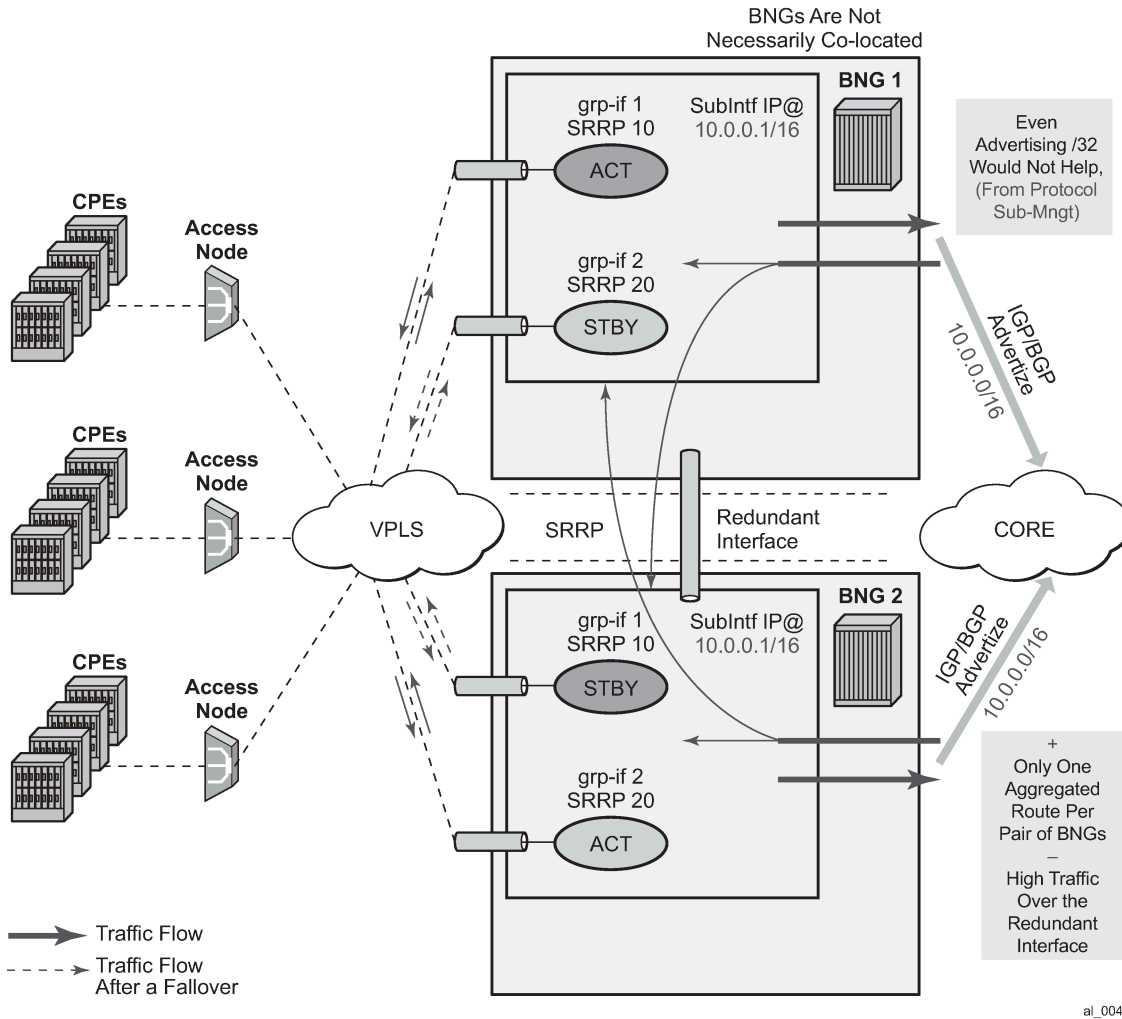 BNGs Are Not
Necessarily Co-located
BNG 1
grp-if 1
SRRP 10
SubIntf IP@
10.0.0.1/16
ACT
Even
Advertising /32
Would Not Help,
(From Protocol
Sub-Mngt)
CPEs
Access
Node
grp-if 2
SRRP 20
STBY
IGP/BGP
Advertize
10.0.0.0/16
CPEs
Access
Node
VPLS
SRRP
Redundant
Interface
CORE
BNG 2
grp-if 1
SRRP 10
SubIntf IP@
10.0.0.1/16
STBY
IGP/BGP
Advertize
10.0.0.0/16
CPEs
Access
Node
grp-if 2
SRRP 20
ACT
+
Only One
Aggregated
Route Per
Pair of BNGs
–
High Traffic
Over the
Redundant
Interface
Traffic Flow
Traffic Flow
After a Fallover
al_004